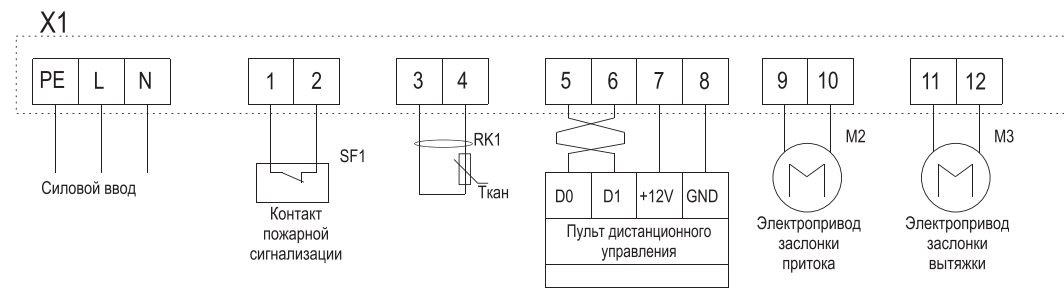 X1
PE L N 1 2 3 4 5 6 7 8 9 10 11 12
SF1
RK1
M2
M3
Силовой ввод
Ткан
D0 D1 +12V GND
Контакт
пожарной
сигнализации
Пульт дистанционного
управления
Электропривод
заслонки
притока
Электропривод
заслонки
вытяжки